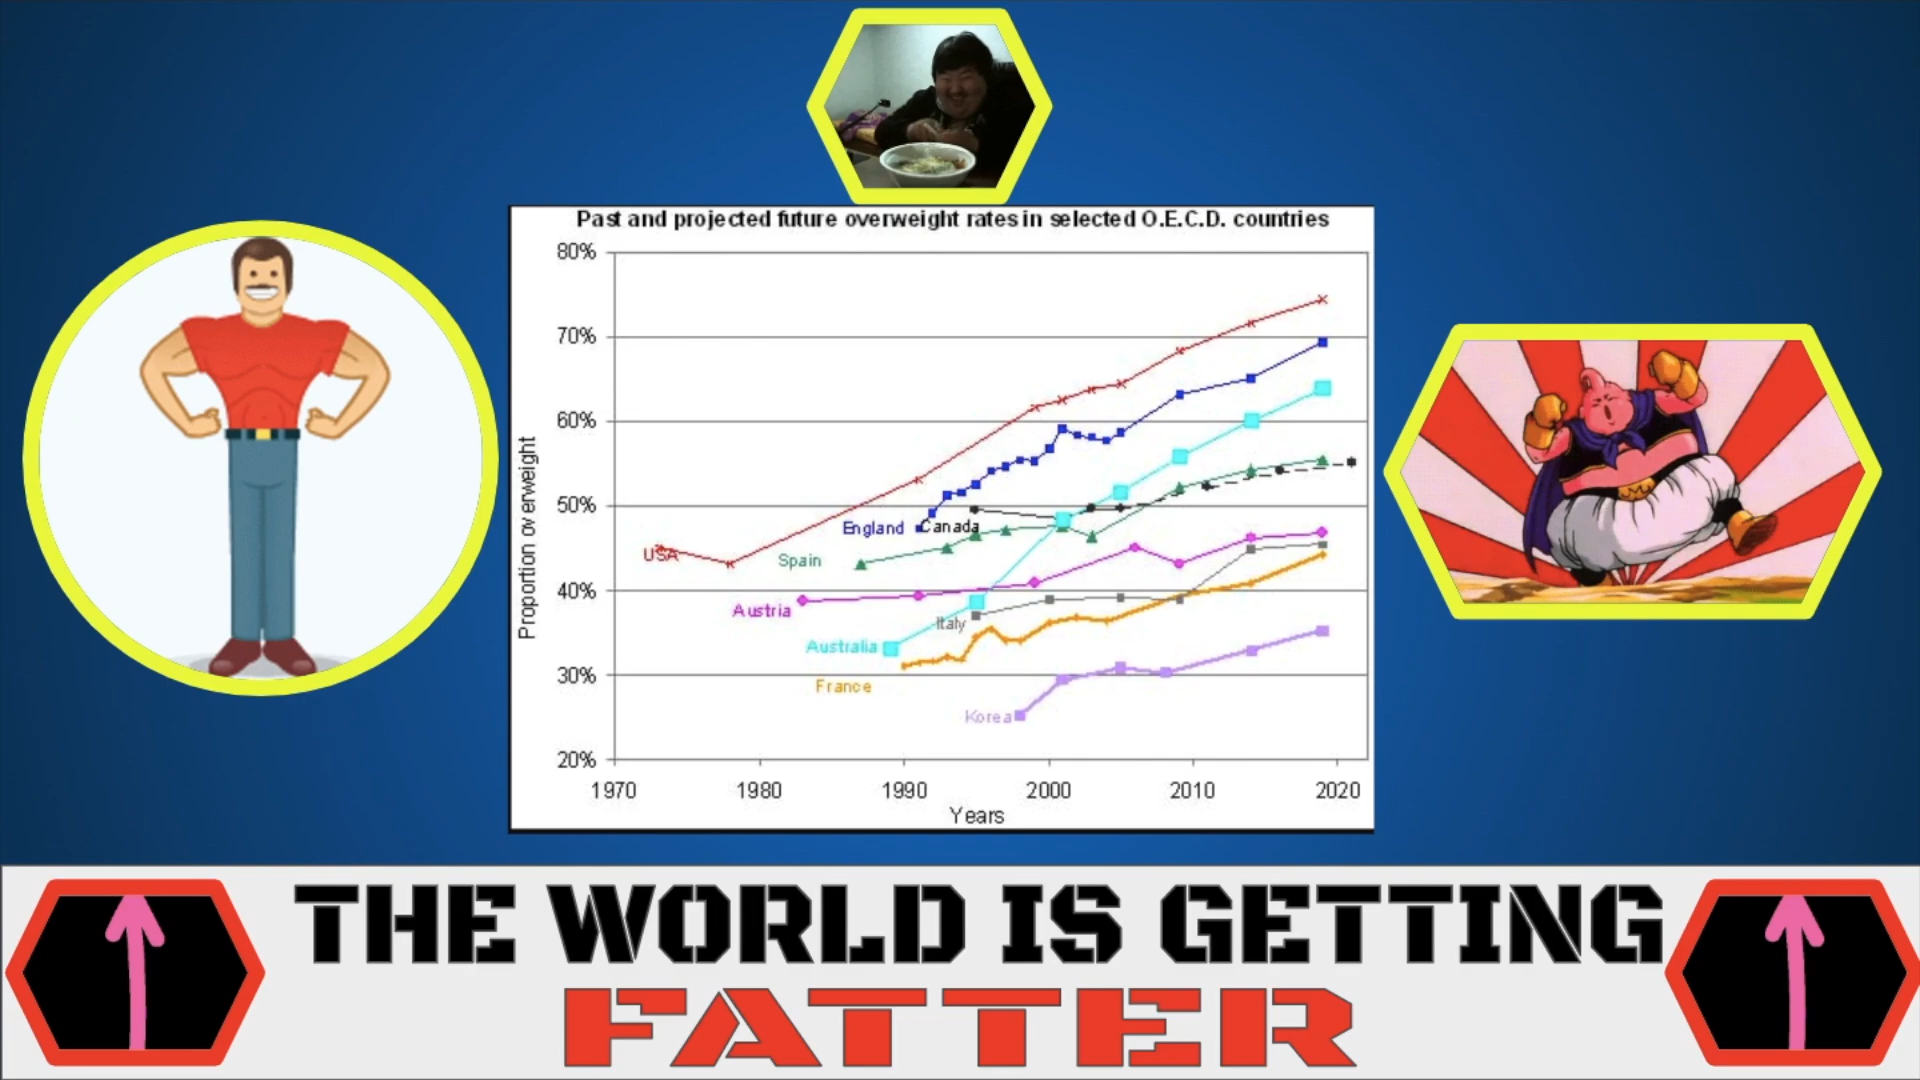 Past and projected future overweight rates in selected O.E.C.D. countries
80%
70%
60%
50%
40%
30%
20%
Proportion overweight
USA
England
Canada
Spain
Austria
Italy
Australia
France
Korea
1970 1980 1990 2000 2010 2020
Years
THE WORLD IS GETTING
FATTER